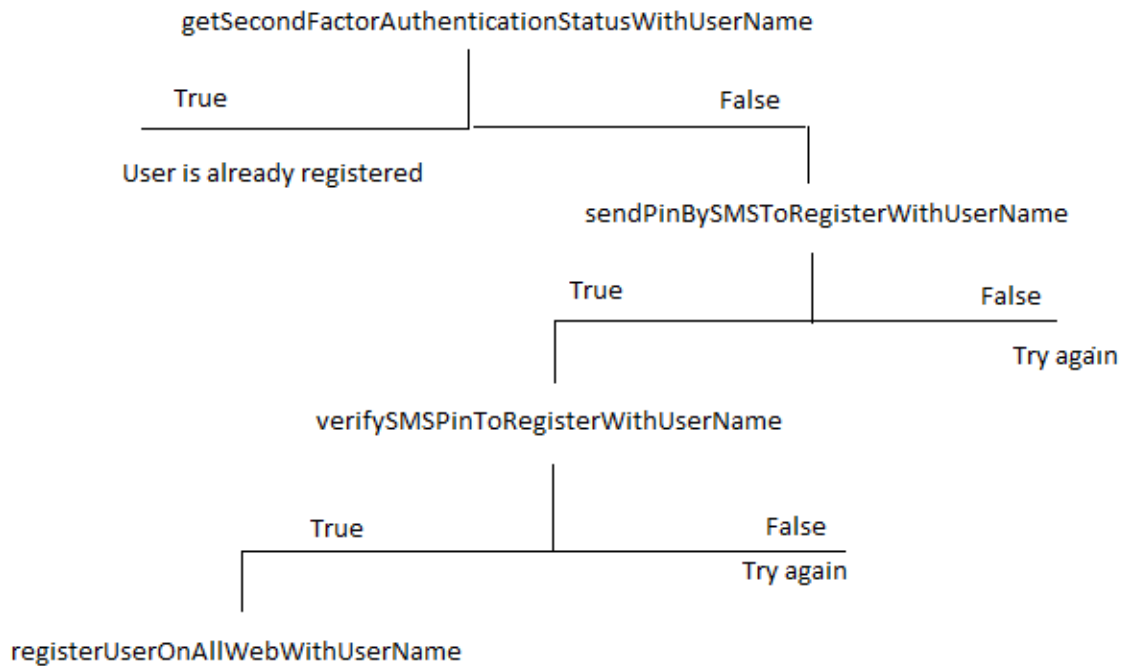 getSecondFactorAuthenticationStatusWithUserName
True
False
User is already registered
sendPinBySMSToRegisterWithUserName
True
False
Try again
verifySMSPinToRegisterWithUserName
True
False
Try again
registerUserOnAllWebWithUserName